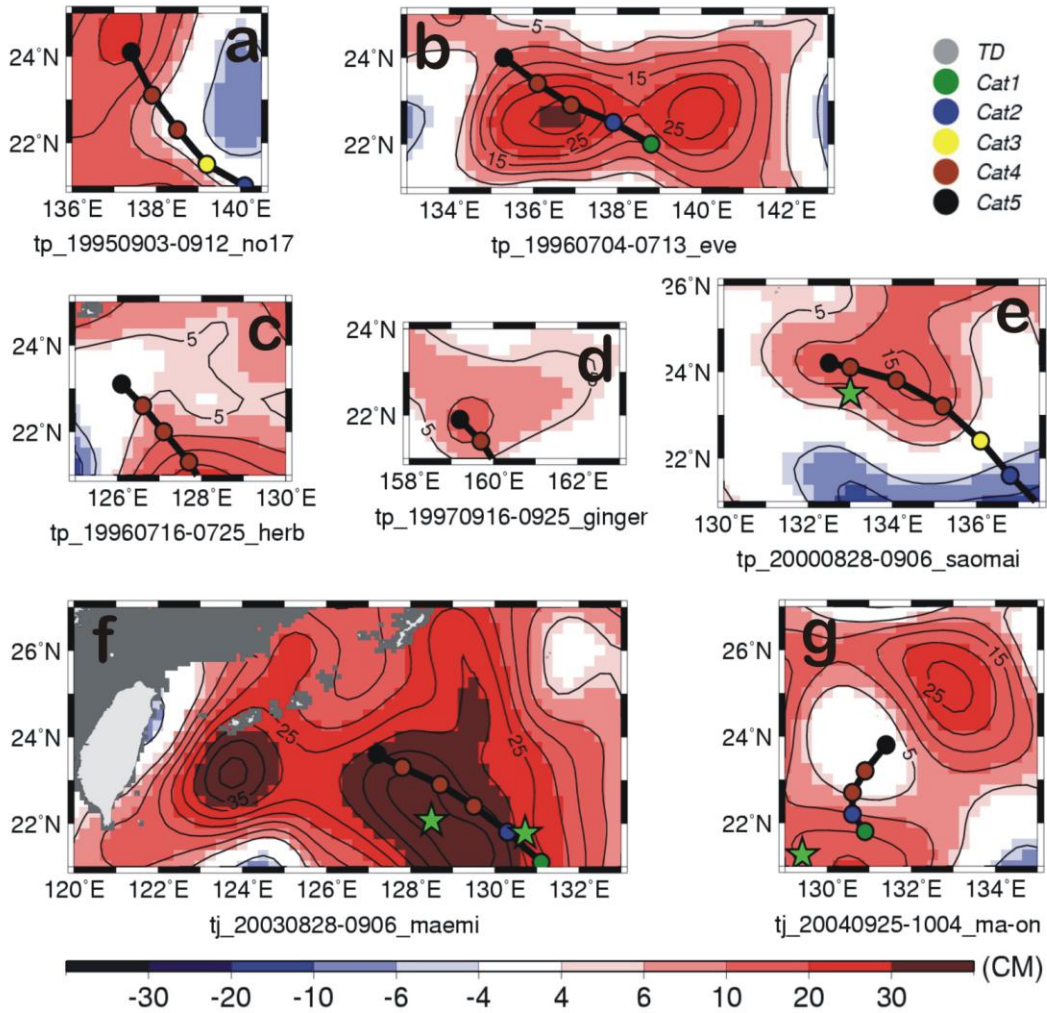 a
24°N
22°N
136°E 138°E 140°E
tp_19950903-0912_no17
b
5
15
25
25
15
24°N
22°N
134°E 136°E 138°E 140°E 142°E
tp_19960704-0713_eve
TD
Cat1
Cat2
Cat3
Cat4
Cat5
c
5
5
24°N
22°N
126°E 128°E 130°E
tp_19960716-0725_herb
d
5
5
24°N
22°N
158°E 160°E 162°E
tp_19970916-0925_ginger
e
5
15
26°N
24°N
22°N
130°E 132°E 134°E 136°E
tp_20000828-0906_saomai
f
25
25
35
26°N
24°N
22°N
120°E 122°E 124°E 126°E 128°E 130°E 132°E
tj_20030828-0906_maemi
g
15
25
5
26°N
24°N
22°N
130°E 132°E 134°E
tj_20040925-1004_ma-on
(CM)
-30 -20 -10 -6 -4 4 6 10 20 30